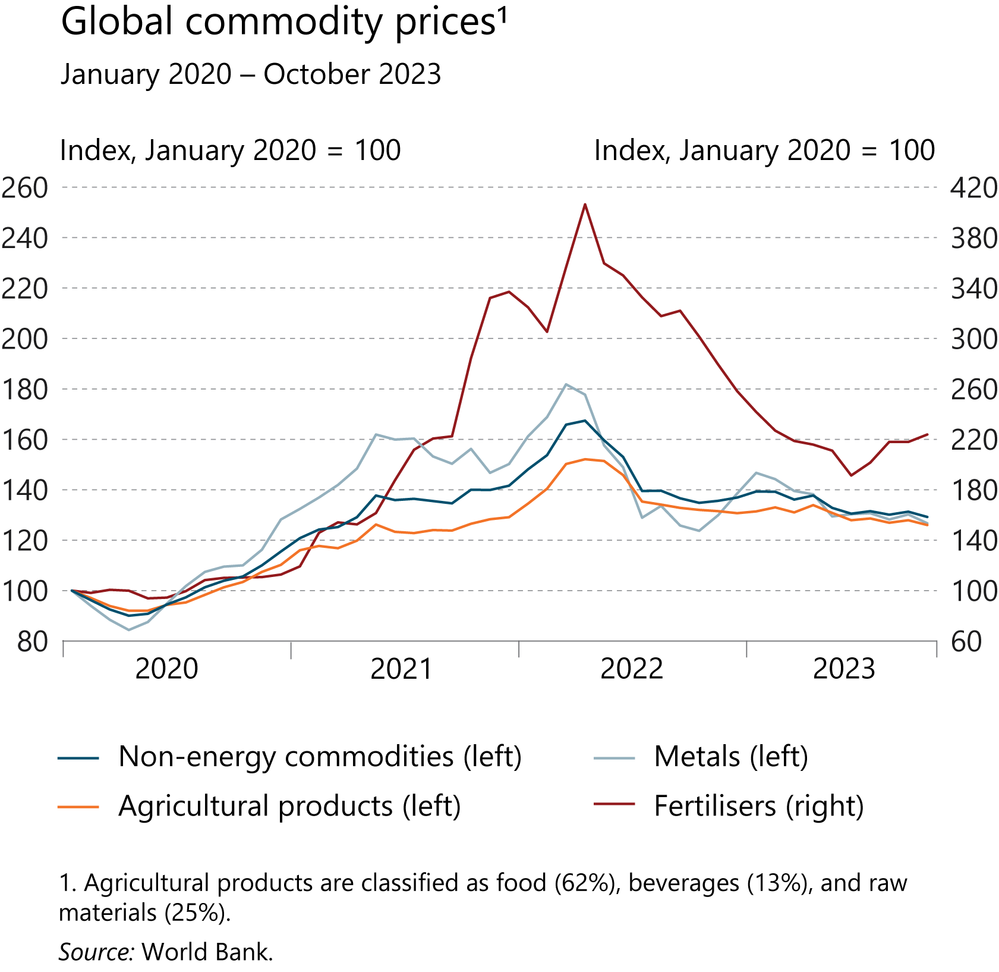 Global commodity prices¹
January 2020 – October 2023
Index, January 2020 = 100
Index, January 2020 = 100
260
420
240
380
220
340
200
300
180
260
160
220
140
180
120
140
100
100
80
60
2020
2021
2022
2023
Non-energy commodities (left)
Metals (left)
Agricultural products (left)
Fertilisers (right)
1. Agricultural products are classified as food (62%), beverages (13%), and raw
materials (25%).
Source: World Bank.